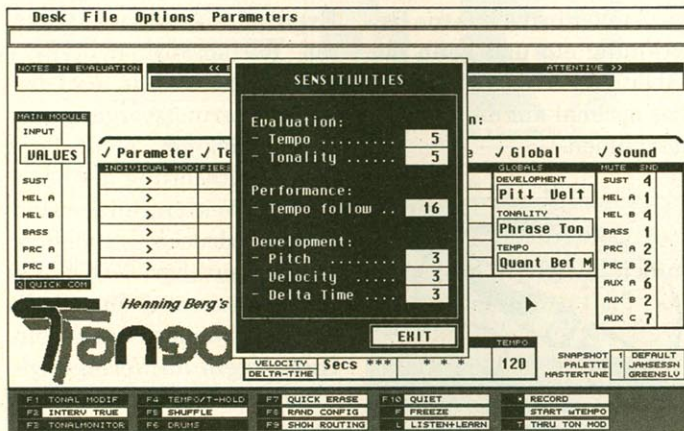 Desk File Options Parameters
NOTES IN EVALUATION
<<
ATTENTIVE >>
SENSITIVITIES
Evaluation:
- Tempo ......... 5
- Tonality ...... 5
Performance:
- Tempo follow .. 16
Development:
- Pitch ........ 3
- Velocity ..... 3
- Delta Time .... 3
EXIT
MAIN MODULE
INPUT
VALUES
SUST
MEL A
MEL B
BASS
PRC A
PRC B
Q QUICK COM
✓ Parameter ✓
INDIVIDUAL MODIFIERS
>
>
>
>
>
>
✓ Global
GLOBALS
DEVELOPMENT
Pit↓ Vel↑
TONALITY
Phrase Ton
TEMPO
Quant Bef M
✓ Sound
MUTE SND
SUST 4
MEL A 1
MEL B 4
BASS 1
PRC A 2
PRC B 2
AUX A 6
AUX B 2
AUX C 7
Henning Berg's
Tango
VELOCITY
DELTA-TIME
Secs *** * * *
TEMPO
120
SNAPSHOT 1 DEFAULT
PALETTE 1 JAMSESSN
MASTERTUNE GREENSLV
F1 TONAL MODIF F4 TEMPO/T-HOLD F7 QUICK ERASE F10 QUIET * RECORD
F2 INTERV TRUE F5 SHUFFLE F8 RAND CONFIG F FREEZE START wTEMPO
F3 TONALMONITOR F6 DRUMS F9 SHOW ROUTING L LISTEN+LEARN T THRU TON MOD